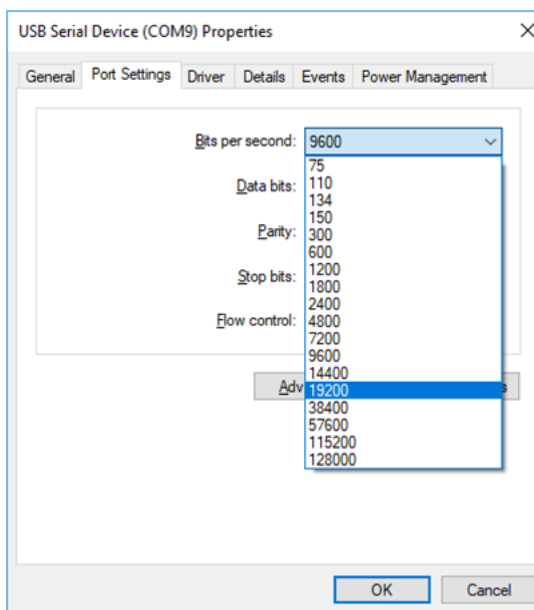 USB Serial Device (COM9) Properties
General Port Settings Driver Details Events Power Management
Bits per second: 9600
75
Data bits: 110
134
150
Parity: 300
600
Stop bits: 1200
1800
2400
Flow control: 4800
7200
9600
14400
Adv 19200 s
38400
57600
115200
128000
OK Cancel